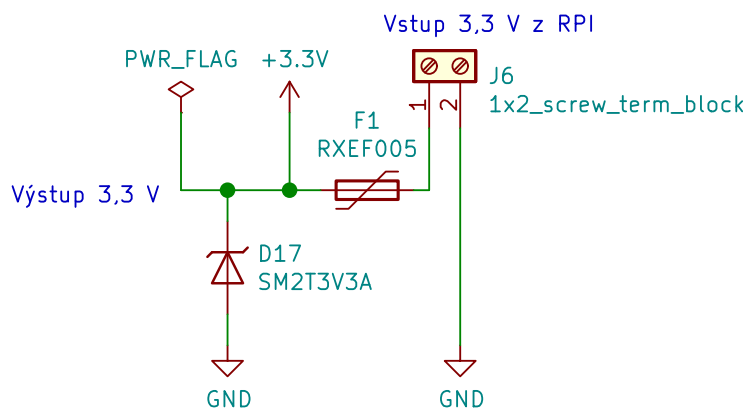 Vstup 3,3 V z RPI
PWR_FLAG
+3.3V
J6
1x2_screw_term_block
1
2
F1
RXEF005
Výstup 3,3 V
D17
SM2T3V3A
GND
GND